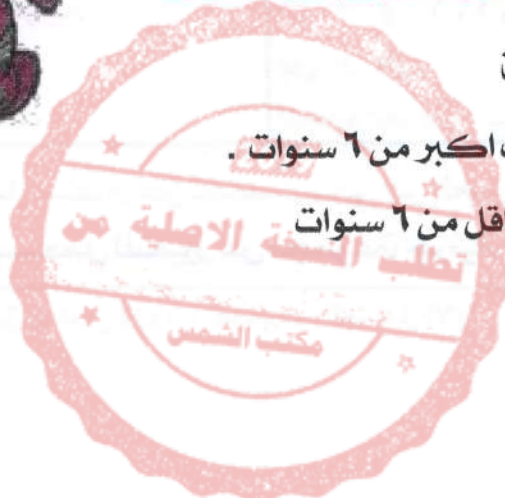 اكبر من ٦ سنوات .
اقل من ٦ سنوات
تطلب النسخة الاصلية من
مكتب الشمس